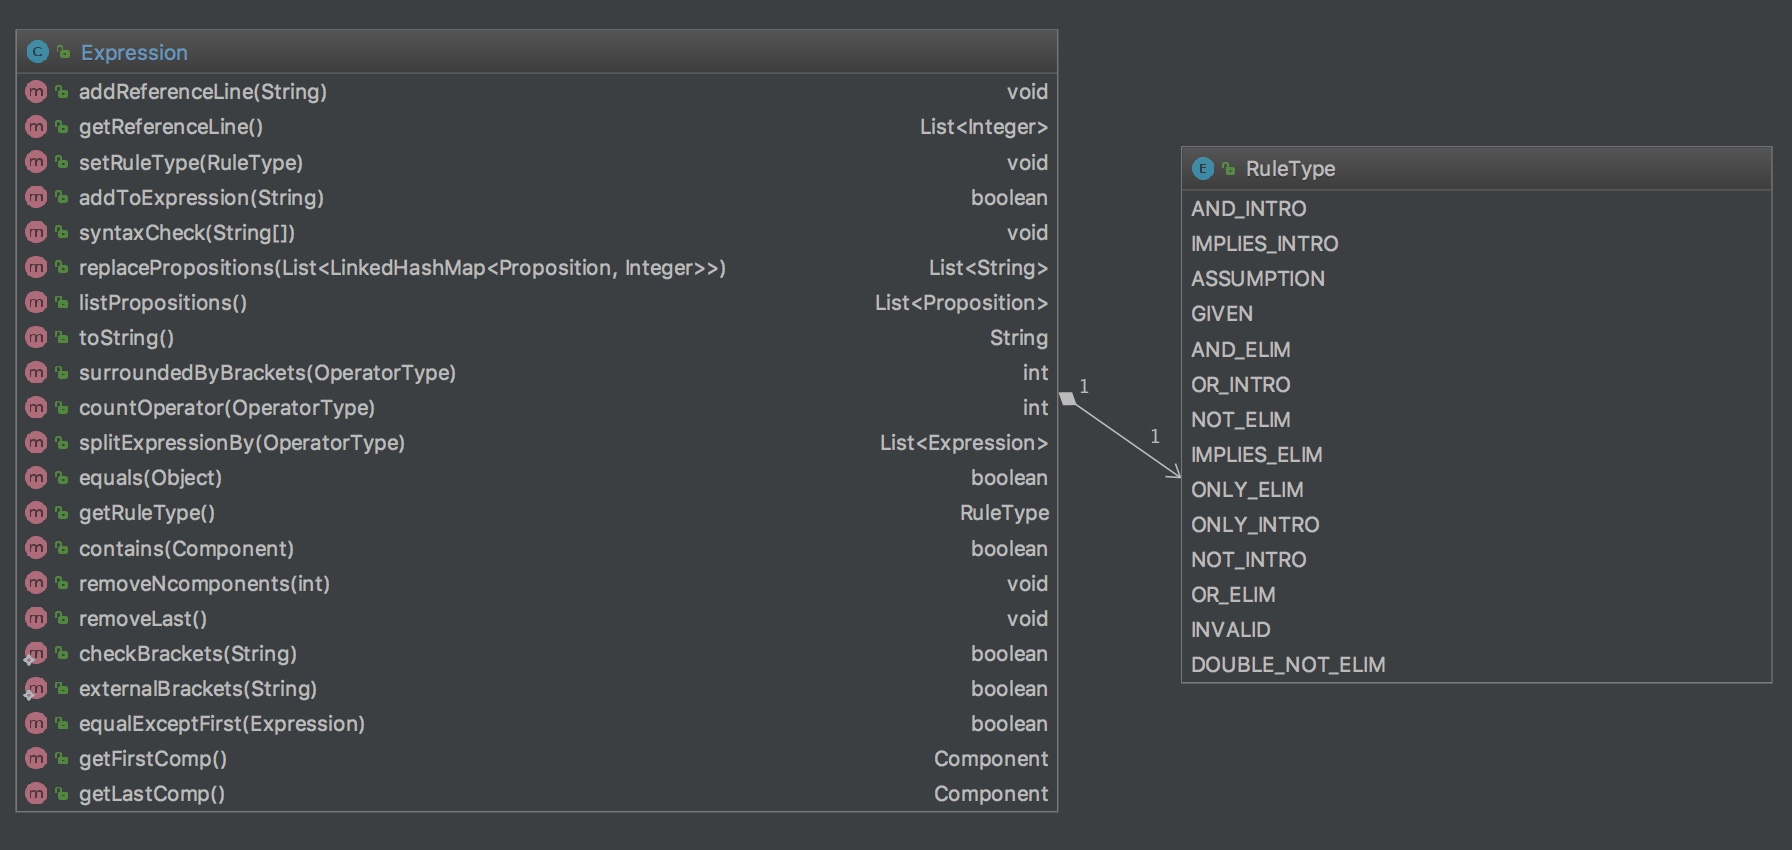 C Expression
m addReferenceLine(String) void
m getReferenceLine() List<Integer>
m setRuleType(RuleType) void
m addToExpression(String) boolean
m syntaxCheck(String[]) void
m replacePropositions(List<LinkedHashMap<Proposition, Integer>>) List<String>
m listPropositions() List<Proposition>
m toString() String
m surroundedByBrackets(OperatorType) int
m countOperator(OperatorType) int
m splitExpressionBy(OperatorType) List<Expression>
m equals(Object) boolean
m getRuleType() RuleType
m contains(Component) boolean
m removeNcomponents(int) void
m removeLast() void
m checkBrackets(String) boolean
m externalBrackets(String) boolean
m equalExceptFirst(Expression) boolean
m getFirstComp() Component
m getLastComp() Component
1
1
E RuleType
AND_INTRO
IMPLIES_INTRO
ASSUMPTION
GIVEN
AND_ELIM
OR_INTRO
NOT_ELIM
IMPLIES_ELIM
ONLY_ELIM
ONLY_INTRO
NOT_INTRO
OR_ELIM
INVALID
DOUBLE_NOT_ELIM